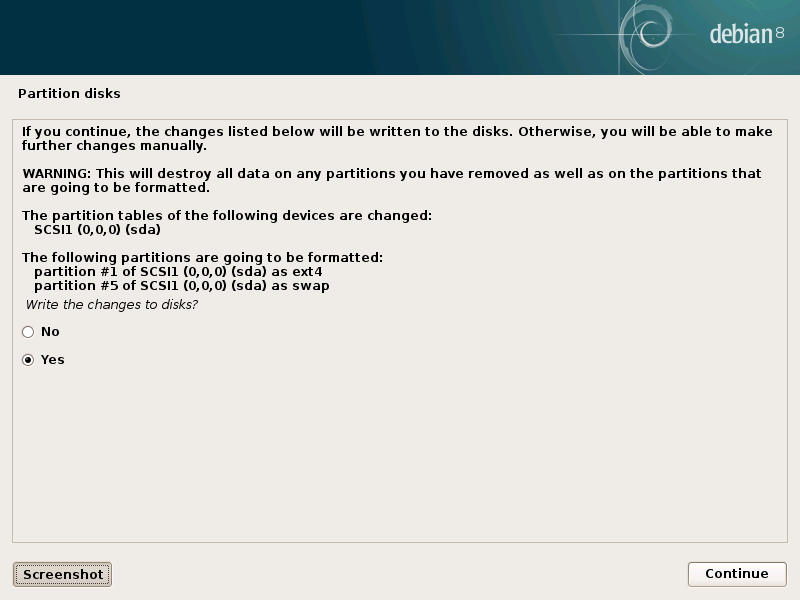 debian 8
Partition disks
If you continue, the changes listed below will be written to the disks. Otherwise, you will be able to make
further changes manually.
WARNING: This will destroy all data on any partitions you have removed as well as on the partitions that
are going to be formatted.
The partition tables of the following devices are changed:
SCSI1 (0,0,0) (sda)
The following partitions are going to be formatted:
partition #1 of SCSI1 (0,0,0) (sda) as ext4
partition #5 of SCSI1 (0,0,0) (sda) as swap
Write the changes to disks?
No
Yes
Screenshot
Continue